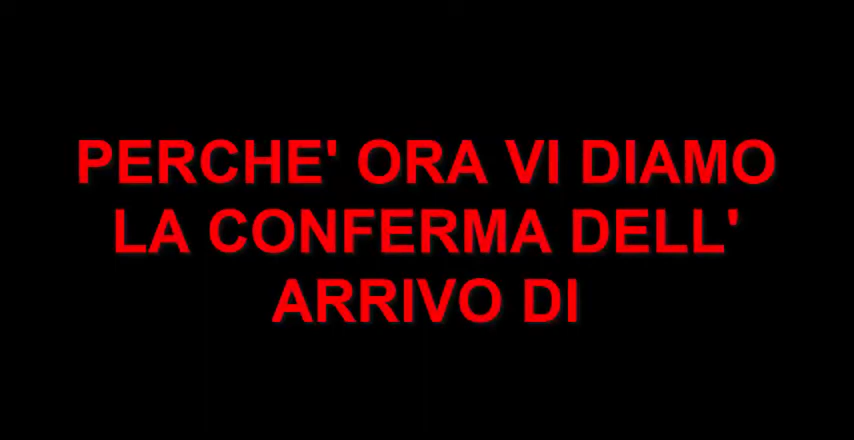 PERCHE' ORA VI DIAMO
LA CONFERMA DELL'
ARRIVO DI